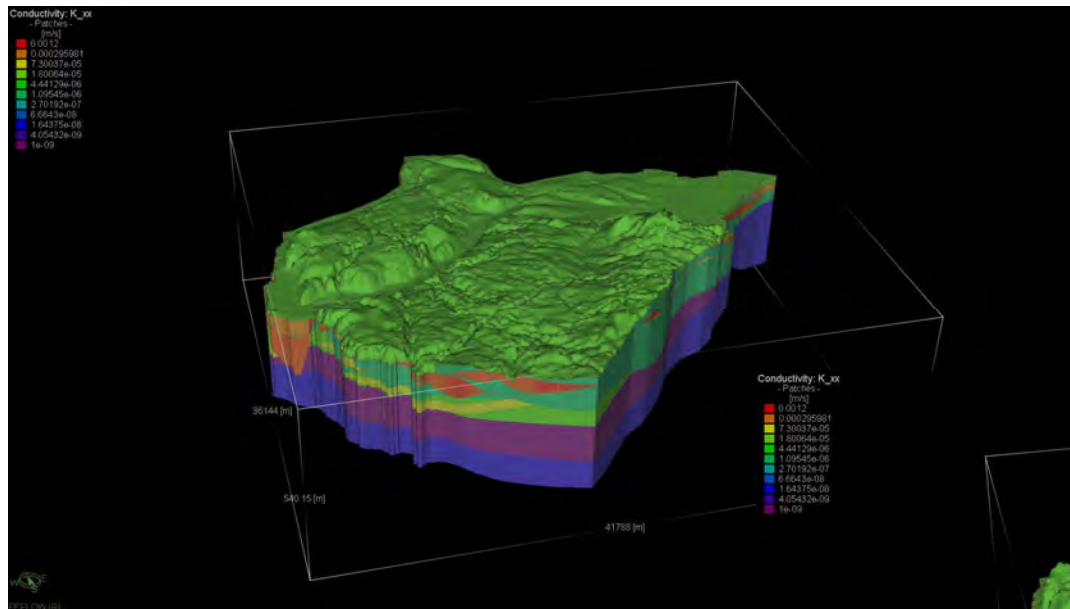 Conductivity: K_xx
- Patches -
[m/s]
0.0012
0.000295981
7.30037e-05
1.80064e-05
4.44129e-06
1.09545e-06
2.70192e-07
6.6643e-08
1.64375e-08
4.05432e-09
1e-09
36144 [m]
540.15 [m]
41788 [m]
Conductivity: K_xx
- Patches -
[m/s]
0.0012
0.000295981
7.30037e-05
1.80064e-05
4.44129e-06
1.09545e-06
2.70192e-07
6.6643e-08
1.64375e-08
4.05432e-09
1e-09
W E
S